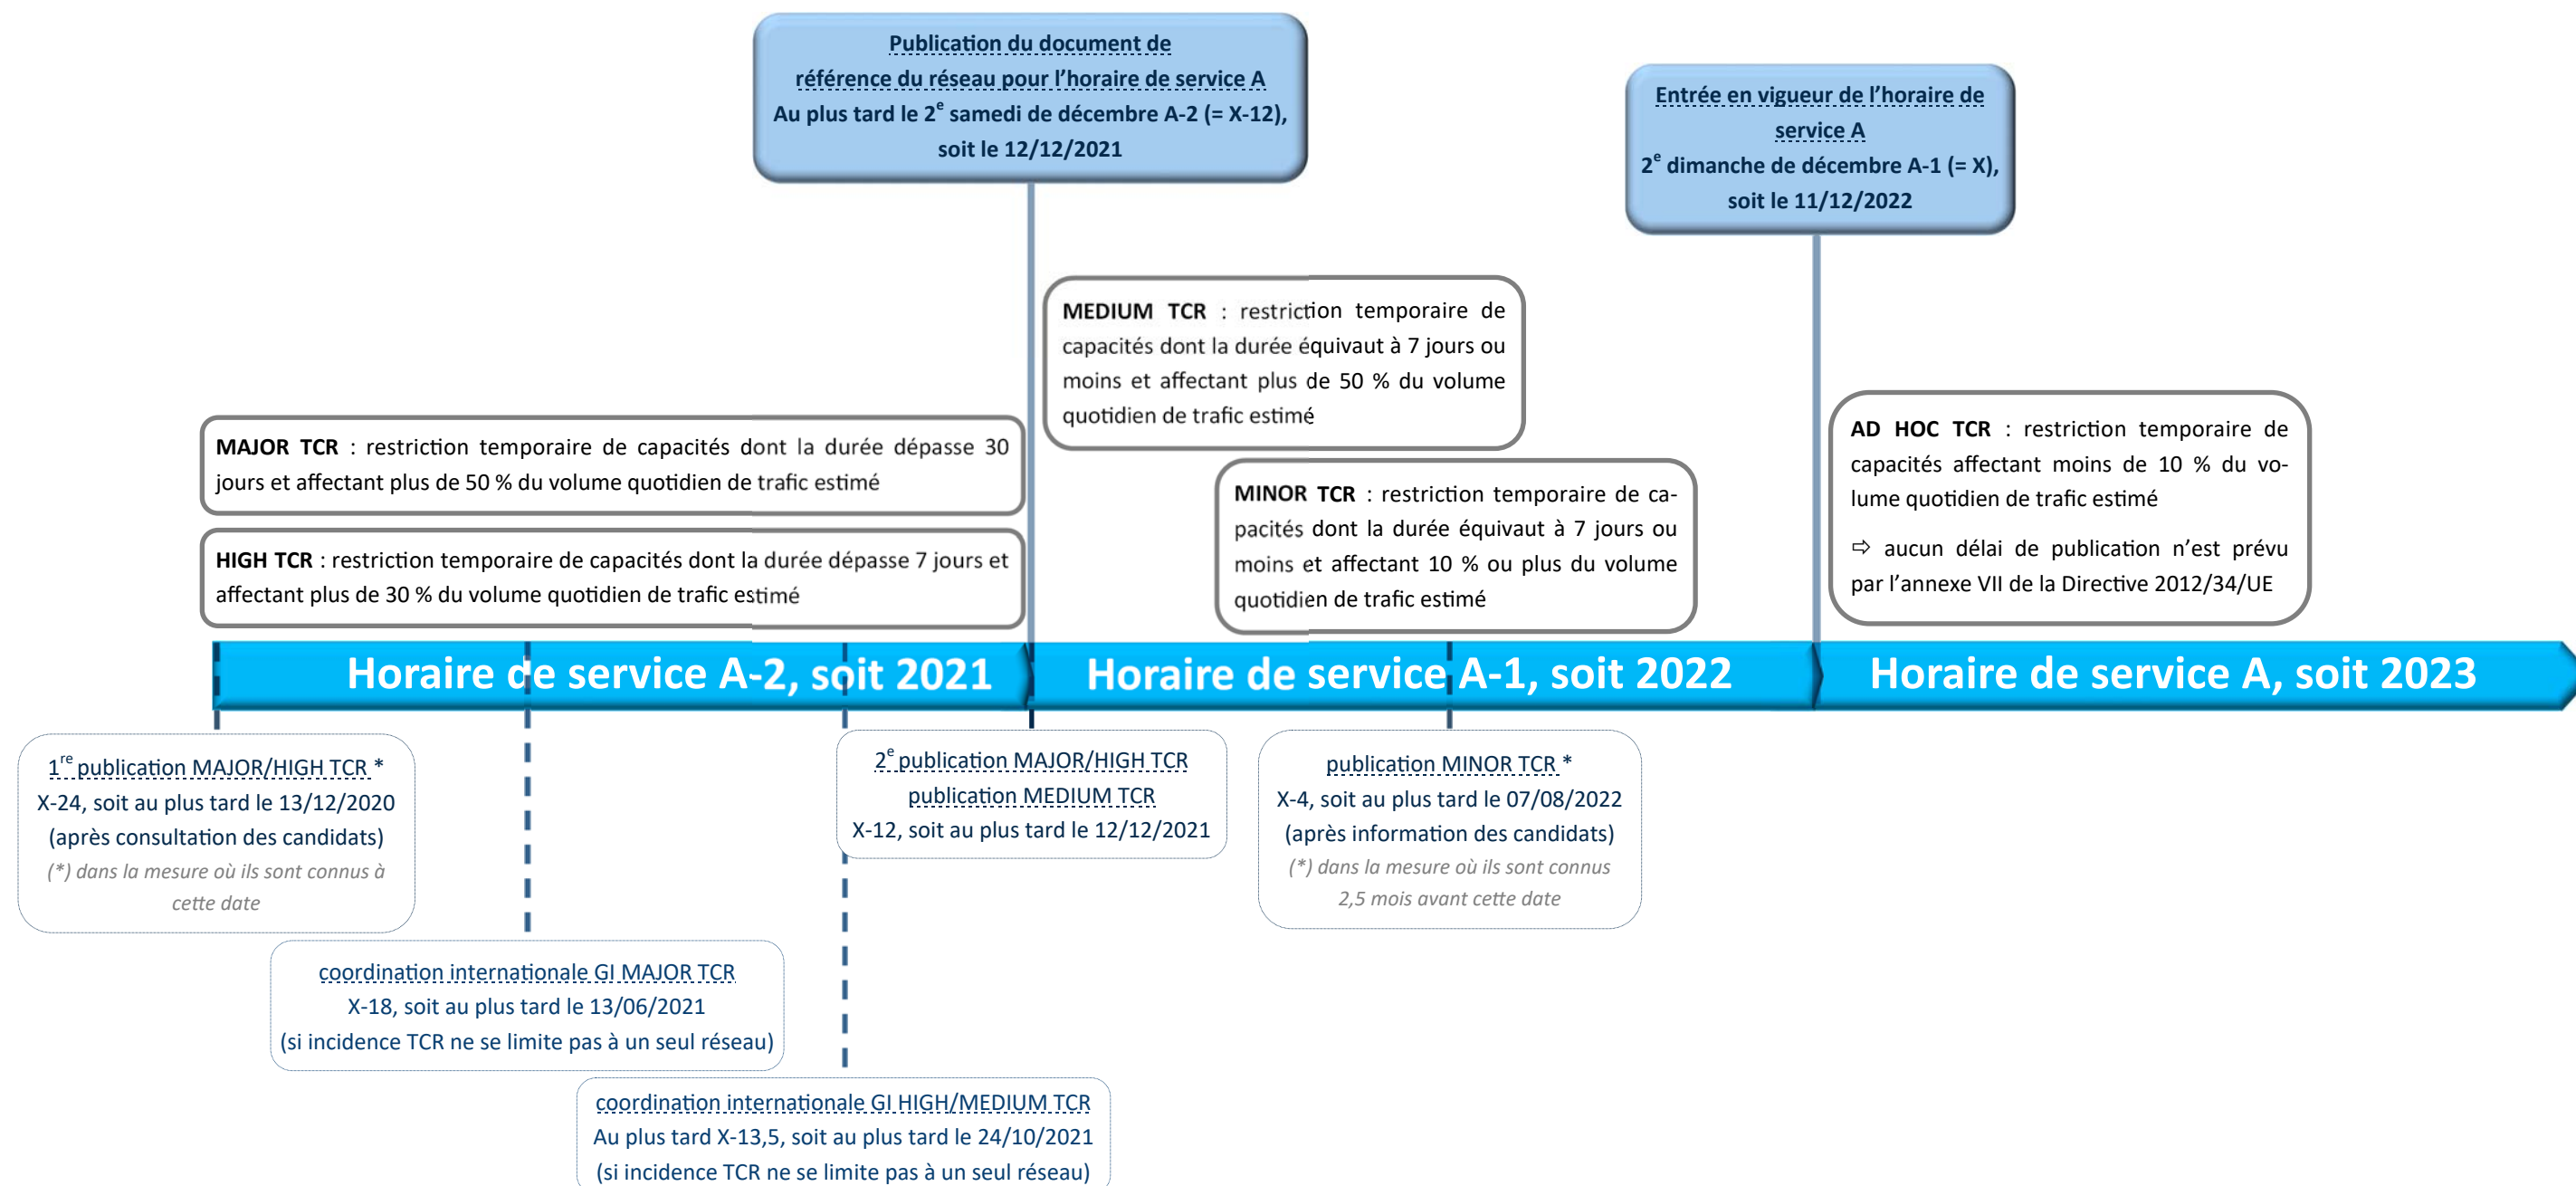 Publication du document de
référence du réseau pour l’horaire de service A
Au plus tard le 2e samedi de décembre A-2 (= X-12),
soit le 12/12/2021
Entrée en vigueur de l’horaire de
service A
2e dimanche de décembre A-1 (= X),
soit le 11/12/2022
MEDIUM TCR : restriction temporaire de
capacités dont la durée équivaut à 7 jours ou
moins et affectant plus de 50 % du volume
quotidien de trafic estimé
MAJOR TCR : restriction temporaire de capacités dont la durée dépasse 30
jours et affectant plus de 50 % du volume quotidien de trafic estimé
HIGH TCR : restriction temporaire de capacités dont la durée dépasse 7 jours et
affectant plus de 30 % du volume quotidien de trafic estimé
MINOR TCR : restriction temporaire de ca-
pacités dont la durée équivaut à 7 jours ou
moins et affectant 10 % ou plus du volume
quotidien de trafic estimé
AD HOC TCR : restriction temporaire de
capacités affectant moins de 10 % du vo-
lume quotidien de trafic estimé
⇨ aucun délai de publication n’est prévu
par l’annexe VII de la Directive 2012/34/UE
Horaire de service A-2, soit 2021
Horaire de service A-1, soit 2022
Horaire de service A, soit 2023
1re publication MAJOR/HIGH TCR *
X-24, soit au plus tard le 13/12/2020
(après consultation des candidats)
(*) dans la mesure où ils sont connus à
cette date
2e publication MAJOR/HIGH TCR
publication MEDIUM TCR
X-12, soit au plus tard le 12/12/2021
publication MINOR TCR *
X-4, soit au plus tard le 07/08/2022
(après information des candidats)
(*) dans la mesure où ils sont connus
2,5 mois avant cette date
coordination internationale GI MAJOR TCR
X-18, soit au plus tard le 13/06/2021
(si incidence TCR ne se limite pas à un seul réseau)
coordination internationale GI HIGH/MEDIUM TCR
Au plus tard X-13,5, soit au plus tard le 24/10/2021
(si incidence TCR ne se limite pas à un seul réseau)